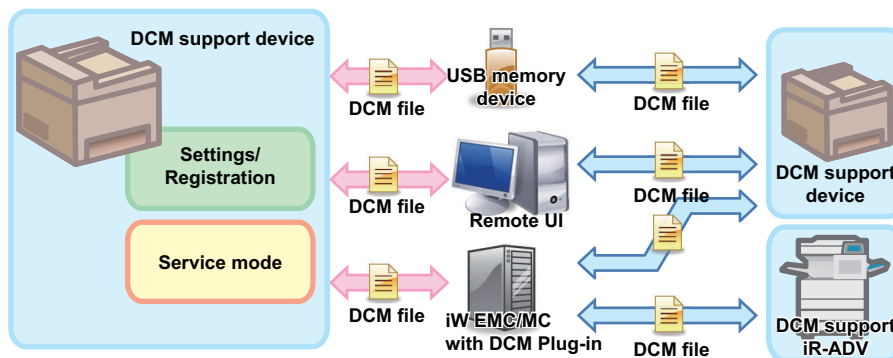 DCM support device
Settings/
Registration
Service mode
DCM file
USB memory
device
DCM file
DCM file
Remote UI
DCM file
DCM file
iW EMC/MC
with DCM Plug-in
DCM file
DCM support
device
DCM support
iR-ADV